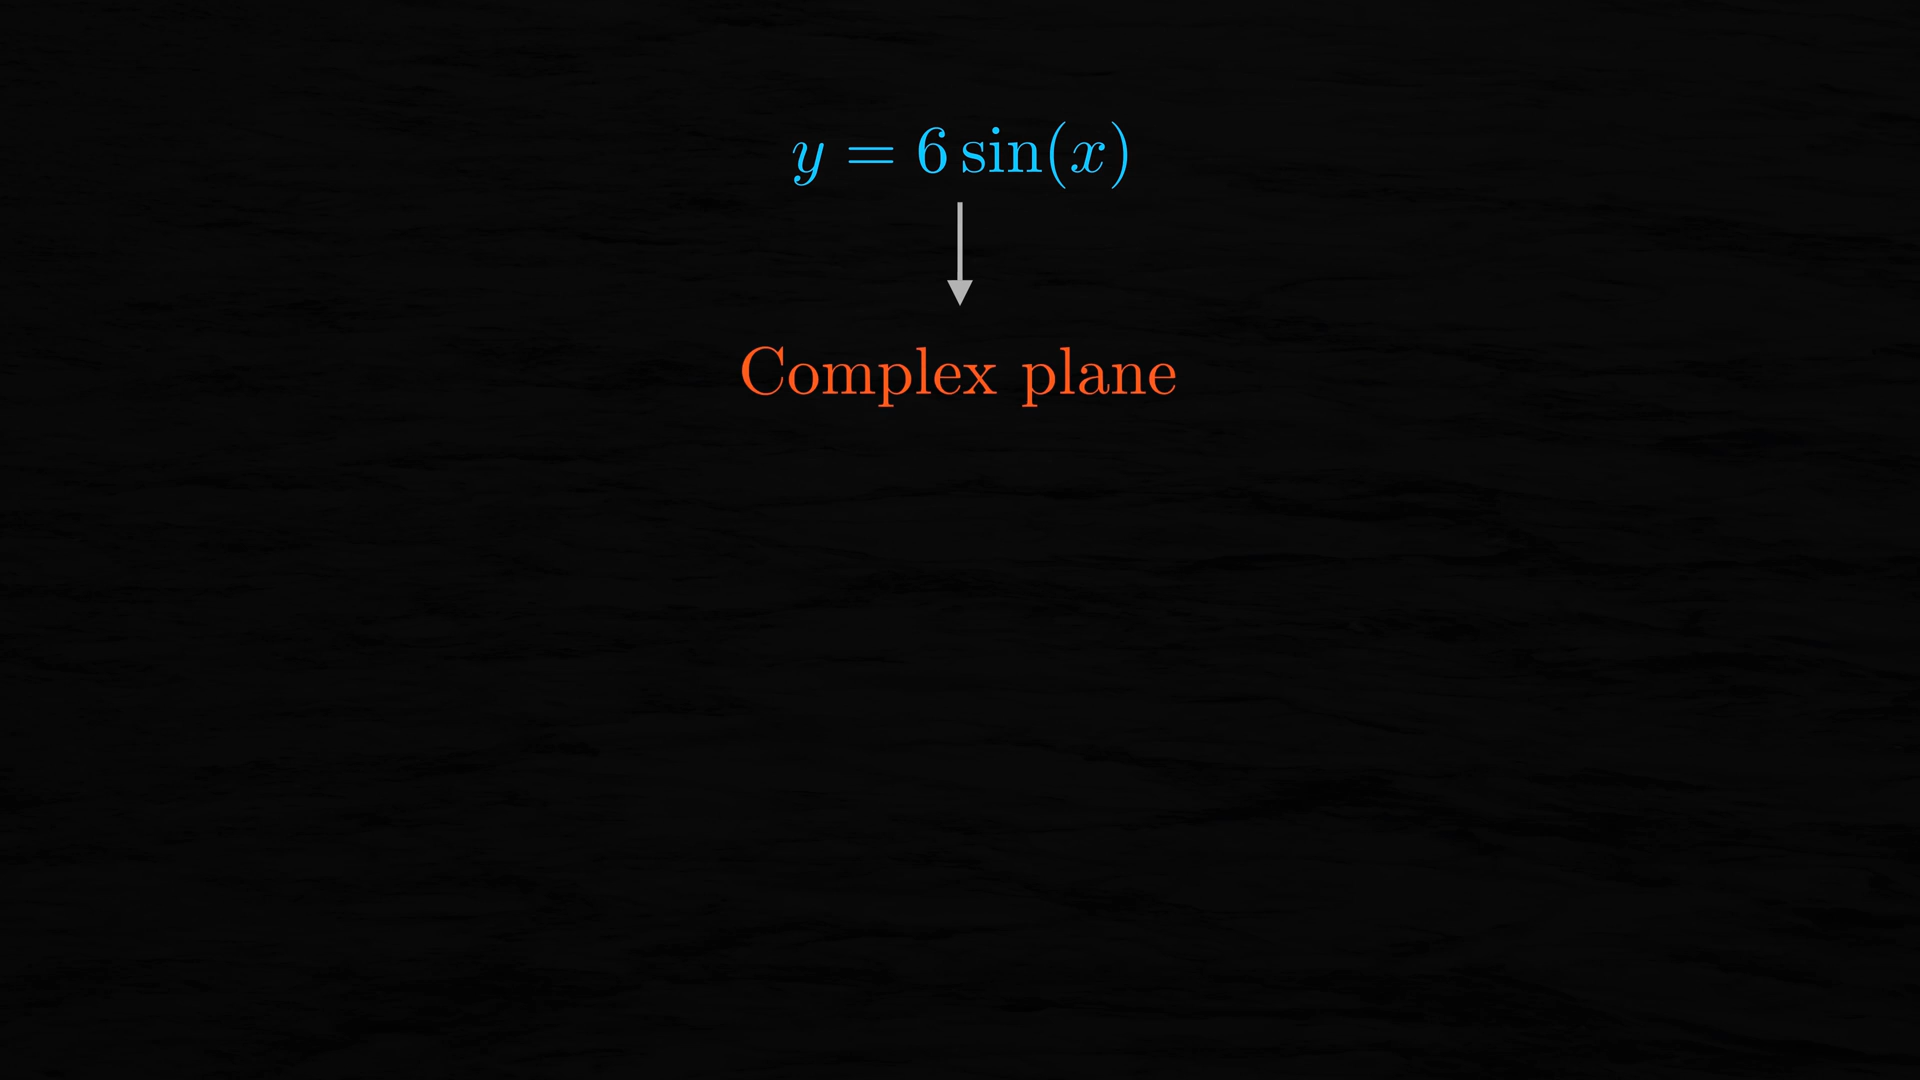 y = 6 sin(x)
Complex plane